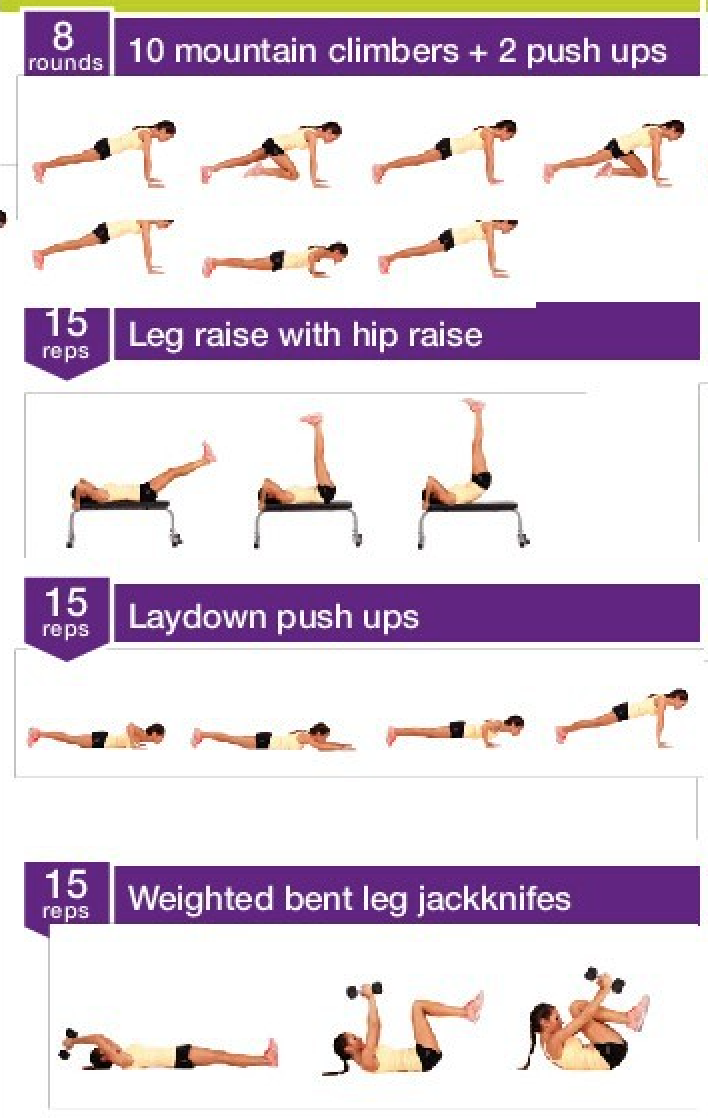 8
rounds
10 mountain climbers + 2 push ups
15
reps
Leg raise with hip raise
15
reps
Laydown push ups
15
reps
Weighted bent leg jackknifes